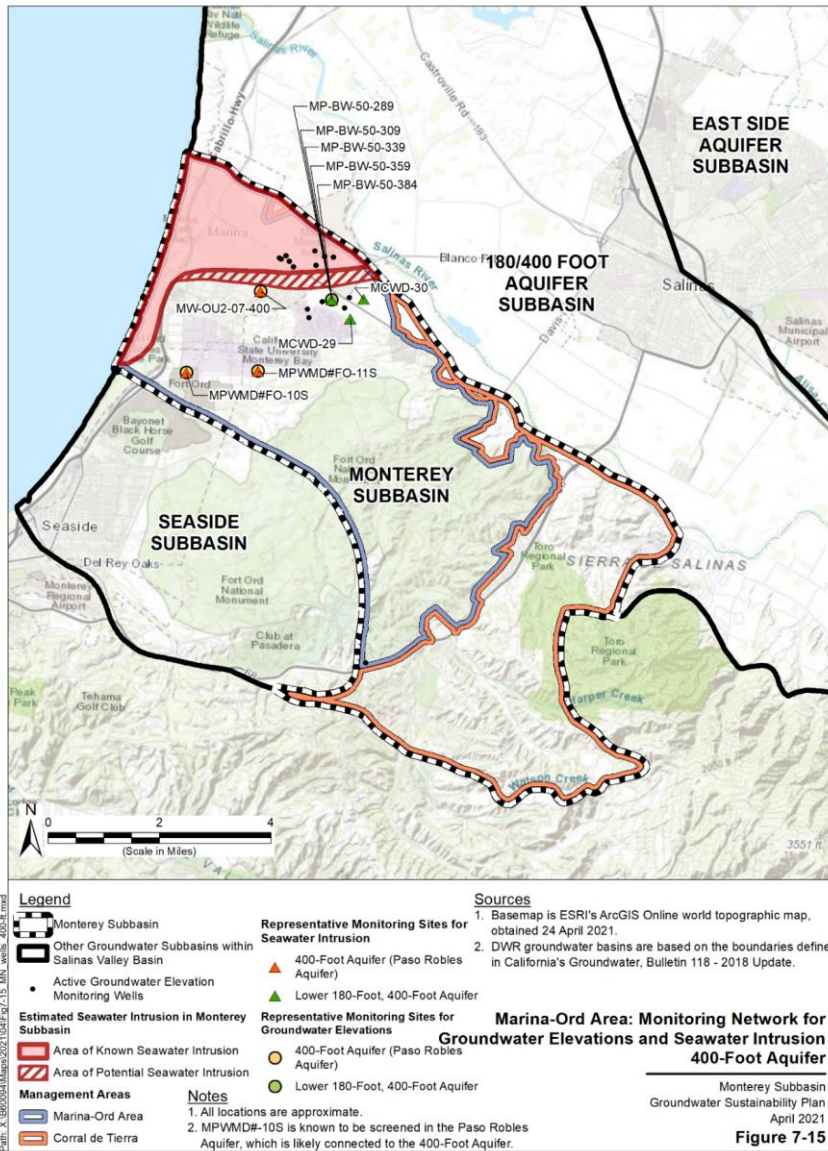 Riv Natl
Wildlife
Refuge
Salinas
River
Cabrillo Hwy
Castroville Rd - 183
MP-BW-50-289
MP-BW-50-309
MP-BW-50-339
MP-BW-50-359
MP-BW-50-384
EAST SIDE
AQUIFER
SUBBASIN
Marina
Salinas
River
Blanco
180/400 FOOT
AQUIFER
SUBBASIN
Salinas
MCWD-30
MW-OU2-07-400
Davis
Salinas
Municipal
Airport
MCWD-29
State University
Monterey Bay
MPWMD#FO-11S
Fort Ord
MPWMD#FO-10S
Bayonet
Black Horse
Golf
Course
Fort Ord
MONTEREY
SUBBASIN
SEASIDE
SUBBASIN
Seaside
Del Rey Oaks
Toro
Regional
Park
SIERRA
SALINAS
Monterey
Regional
Airport
Fort Ord
National
Monument
Club at
Pasadera
Toro
Regional
Park
68
Peak
Park
Tehama
Golf Club
Harper Creek
Watson Creek
N
0 2 4
(Scale in Miles)
3551 ft
Legend
Monterey Subbasin
Other Groundwater Subbasins within
Salinas Valley Basin
Active Groundwater Elevation
Monitoring Wells
Estimated Seawater Intrusion in Monterey
Subbasin
Area of Known Seawater Intrusion
Area of Potential Seawater Intrusion
Management Areas
Marina-Ord Area
Corral de Tierra
Representative Monitoring Sites for
Seawater Intrusion
400-Foot Aquifer (Paso Robles
Aquifer)
Lower 180-Foot, 400-Foot Aquifer
Representative Monitoring Sites for
Groundwater Elevations
400-Foot Aquifer (Paso Robles
Aquifer)
Lower 180-Foot, 400-Foot Aquifer
Notes
1. All locations are approximate.
2. MPWMD#-10S is known to be screened in the Paso Robles
Aquifer, which is likely connected to the 400-Foot Aquifer.
Sources
1. Basemap is ESRI's ArcGIS Online world topographic map,
obtained 24 April 2021.
2. DWR groundwater basins are based on the boundaries define
in California's Groundwater, Bulletin 118 - 2018 Update.
Marina-Ord Area: Monitoring Network for
Groundwater Elevations and Seawater Intrusion
400-Foot Aquifer
Monterey Subbasin
Groundwater Sustainability Plan
April 2021
Figure 7-15